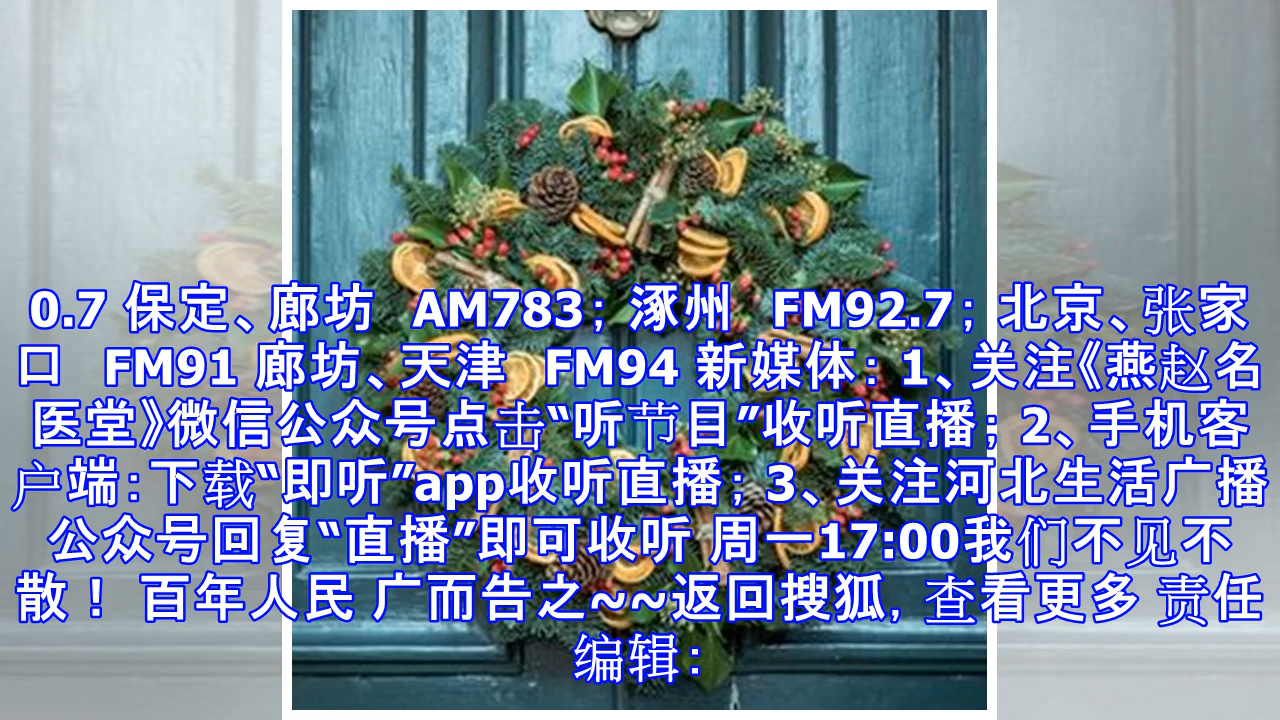 0.7 保定、廊坊 AM783；涿州 FM92.7；北京、张家
口 FM91 廊坊、天津 FM94 新媒体：1、关注《燕赵名
医堂》微信公众号点击“听节目”收听直播；2、手机客
户端：下载“即听”app收听直播；3、关注河北生活广播
公众号回复“直播”即可收听 周一17:00我们不见不
散！ 百年人民 广而告之~~返回搜狐，查看更多 责任
编辑：